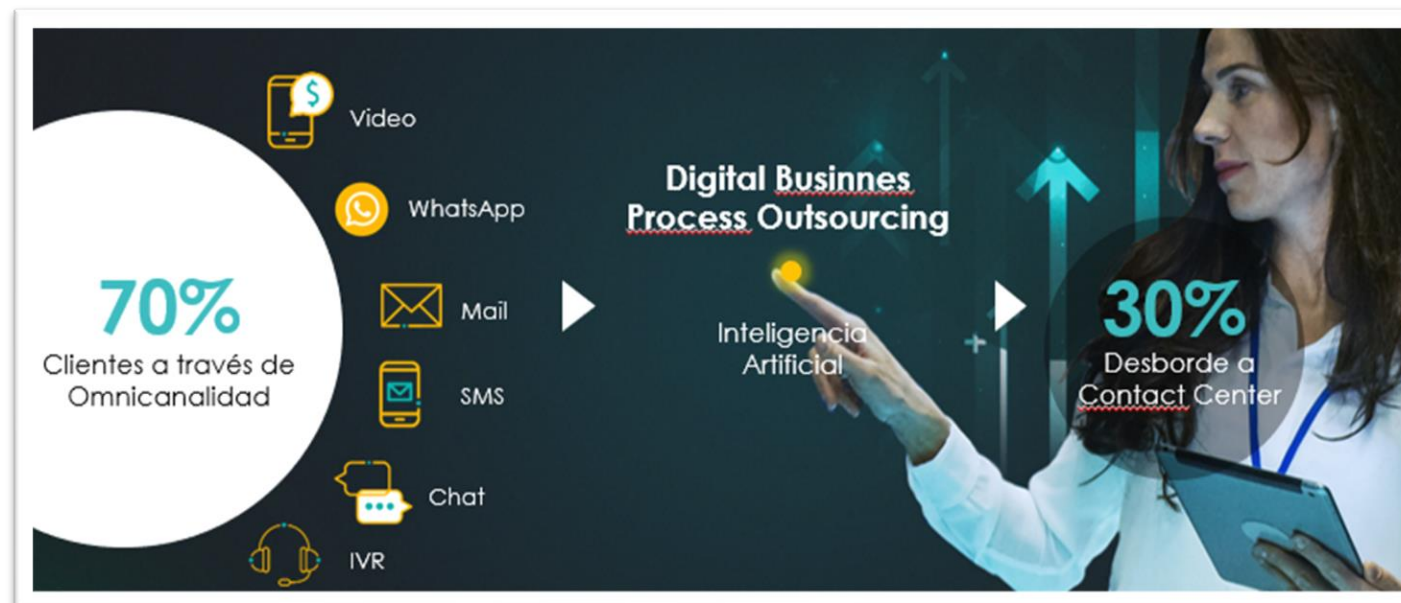 70%
Clientes a través de
Omnicanalidad
Video
WhatsApp
Mail
SMS
Chat
IVR
Digital Businnes
Process Outsourcing
Inteligencia
Artificial
30%
Desborde a
Contact Center